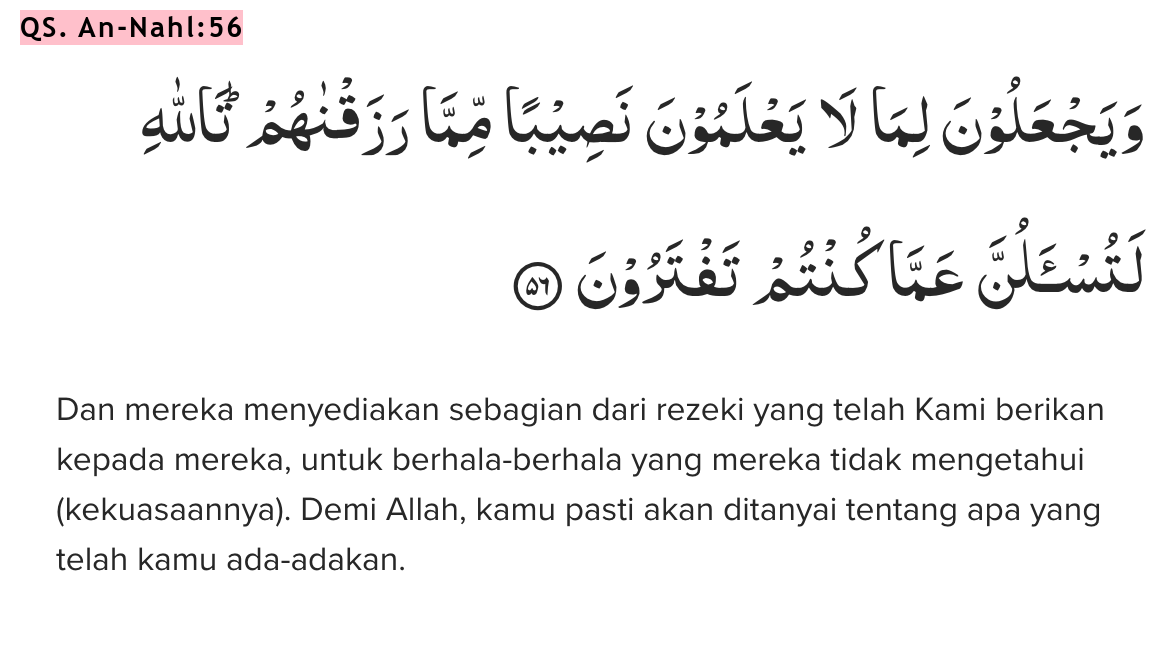 QS. An-Nahl:56
وَيَجْعَلُوْنَ لِمَا لَا يَعْلَمُوْنَ نَصِيْبًا مِّمَّا رَزَقْنٰهُمْ ۗ تَاللّٰهِ
لَتُسْـَٔلُنَّ عَمَّا كُنْتُمْ تَفْتَرُوْنَ ٥٦
Dan mereka menyediakan sebagian dari rezeki yang telah Kami berikan
kepada mereka, untuk berhala-berhala yang mereka tidak mengetahui
(kekuasaannya). Demi Allah, kamu pasti akan ditanyai tentang apa yang
telah kamu ada-adakan.